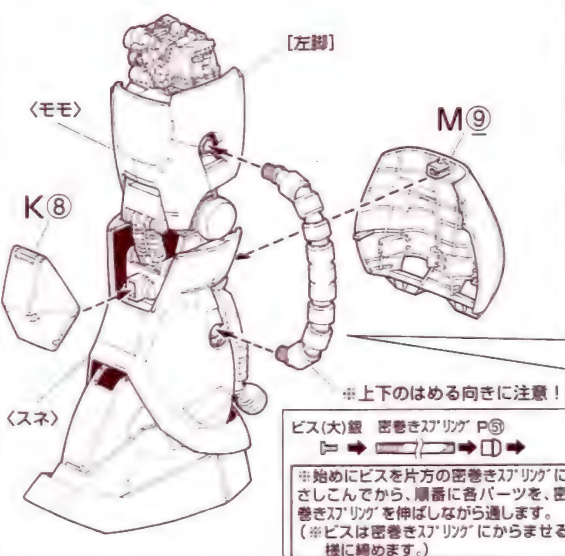 [左脚]
〈モモ〉
M⑨
K⑧
〈スネ〉
※上下のはめる向きに注意！
ビス(大)銀 密巻きスプリング P⑤
※始めにビスを片方の密巻きスプリングに
さしこんでから、順番に各パーツを、密
巻きスプリングを伸ばしながら通します。
(※ビスは密巻きスプリングにからませる
様に締めます。)